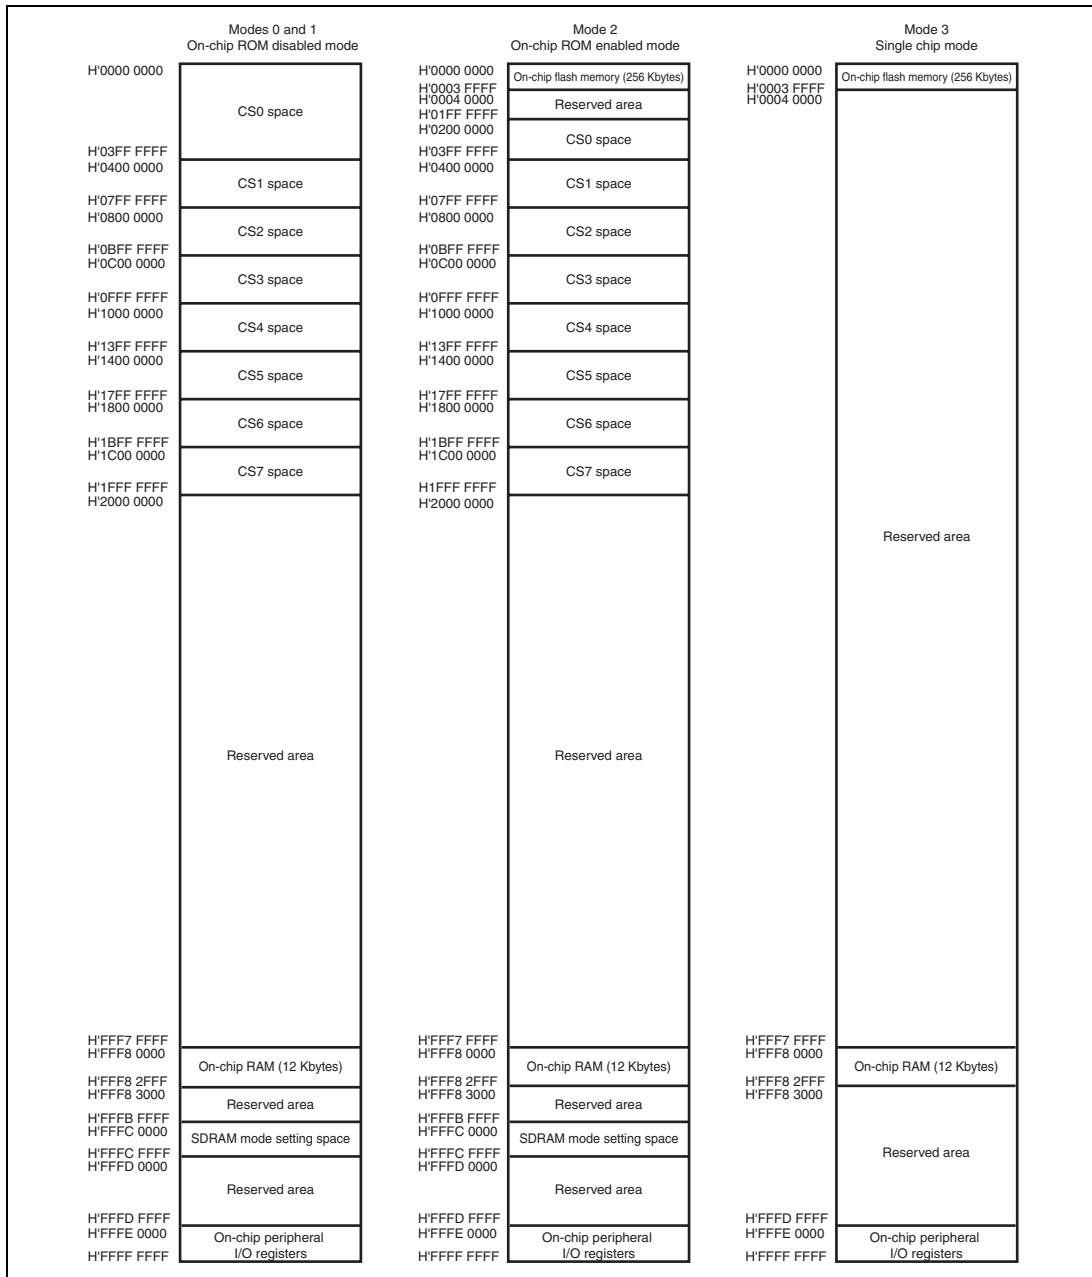 Modes 0 and 1
On-chip ROM disabled mode
H'0000 0000
CS0 space
H'03FF FFFF
H'0400 0000
CS1 space
H'07FF FFFF
H'0800 0000
CS2 space
H'0BFF FFFF
H'0C00 0000
CS3 space
H'0FFF FFFF
H'1000 0000
CS4 space
H'13FF FFFF
H'1400 0000
CS5 space
H'17FF FFFF
H'1800 0000
CS6 space
H'1BFF FFFF
H'1C00 0000
CS7 space
H'1FFF FFFF
H'2000 0000
Reserved area
H'FFF7 FFFF
H'FFF8 0000
On-chip RAM (12 Kbytes)
H'FFF8 2FFF
H'FFF8 3000
Reserved area
H'FFFB FFFF
H'FFFC 0000
SDRAM mode setting space
H'FFFC FFFF
H'FFFD 0000
Reserved area
H'FFFD FFFF
H'FFFE 0000
On-chip peripheral
I/O registers
H'FFFF FFFF
Mode 2
On-chip ROM enabled mode
H'0000 0000
On-chip flash memory (256 Kbytes)
H'0003 FFFF
H'0004 0000
Reserved area
H'01FF FFFF
H'0200 0000
CS0 space
H'03FF FFFF
H'0400 0000
CS1 space
H'07FF FFFF
H'0800 0000
CS2 space
H'0BFF FFFF
H'0C00 0000
CS3 space
H'0FFF FFFF
H'1000 0000
CS4 space
H'13FF FFFF
H'1400 0000
CS5 space
H'17FF FFFF
H'1800 0000
CS6 space
H'1BFF FFFF
H'1C00 0000
CS7 space
H1FFF FFFF
H'2000 0000
Reserved area
H'FFF7 FFFF
H'FFF8 0000
On-chip RAM (12 Kbytes)
H'FFF8 2FFF
H'FFF8 3000
Reserved area
H'FFFB FFFF
H'FFFC 0000
SDRAM mode setting space
H'FFFC FFFF
H'FFFD 0000
Reserved area
H'FFFD FFFF
H'FFFE 0000
On-chip peripheral
I/O registers
H'FFFF FFFF
Mode 3
Single chip mode
H'0000 0000
On-chip flash memory (256 Kbytes)
H'0003 FFFF
H'0004 0000
Reserved area
H'FFF7 FFFF
H'FFF8 0000
On-chip RAM (12 Kbytes)
H'FFF8 2FFF
H'FFF8 3000
Reserved area
H'FFFD FFFF
H'FFFE 0000
On-chip peripheral
I/O registers
H'FFFF FFFF